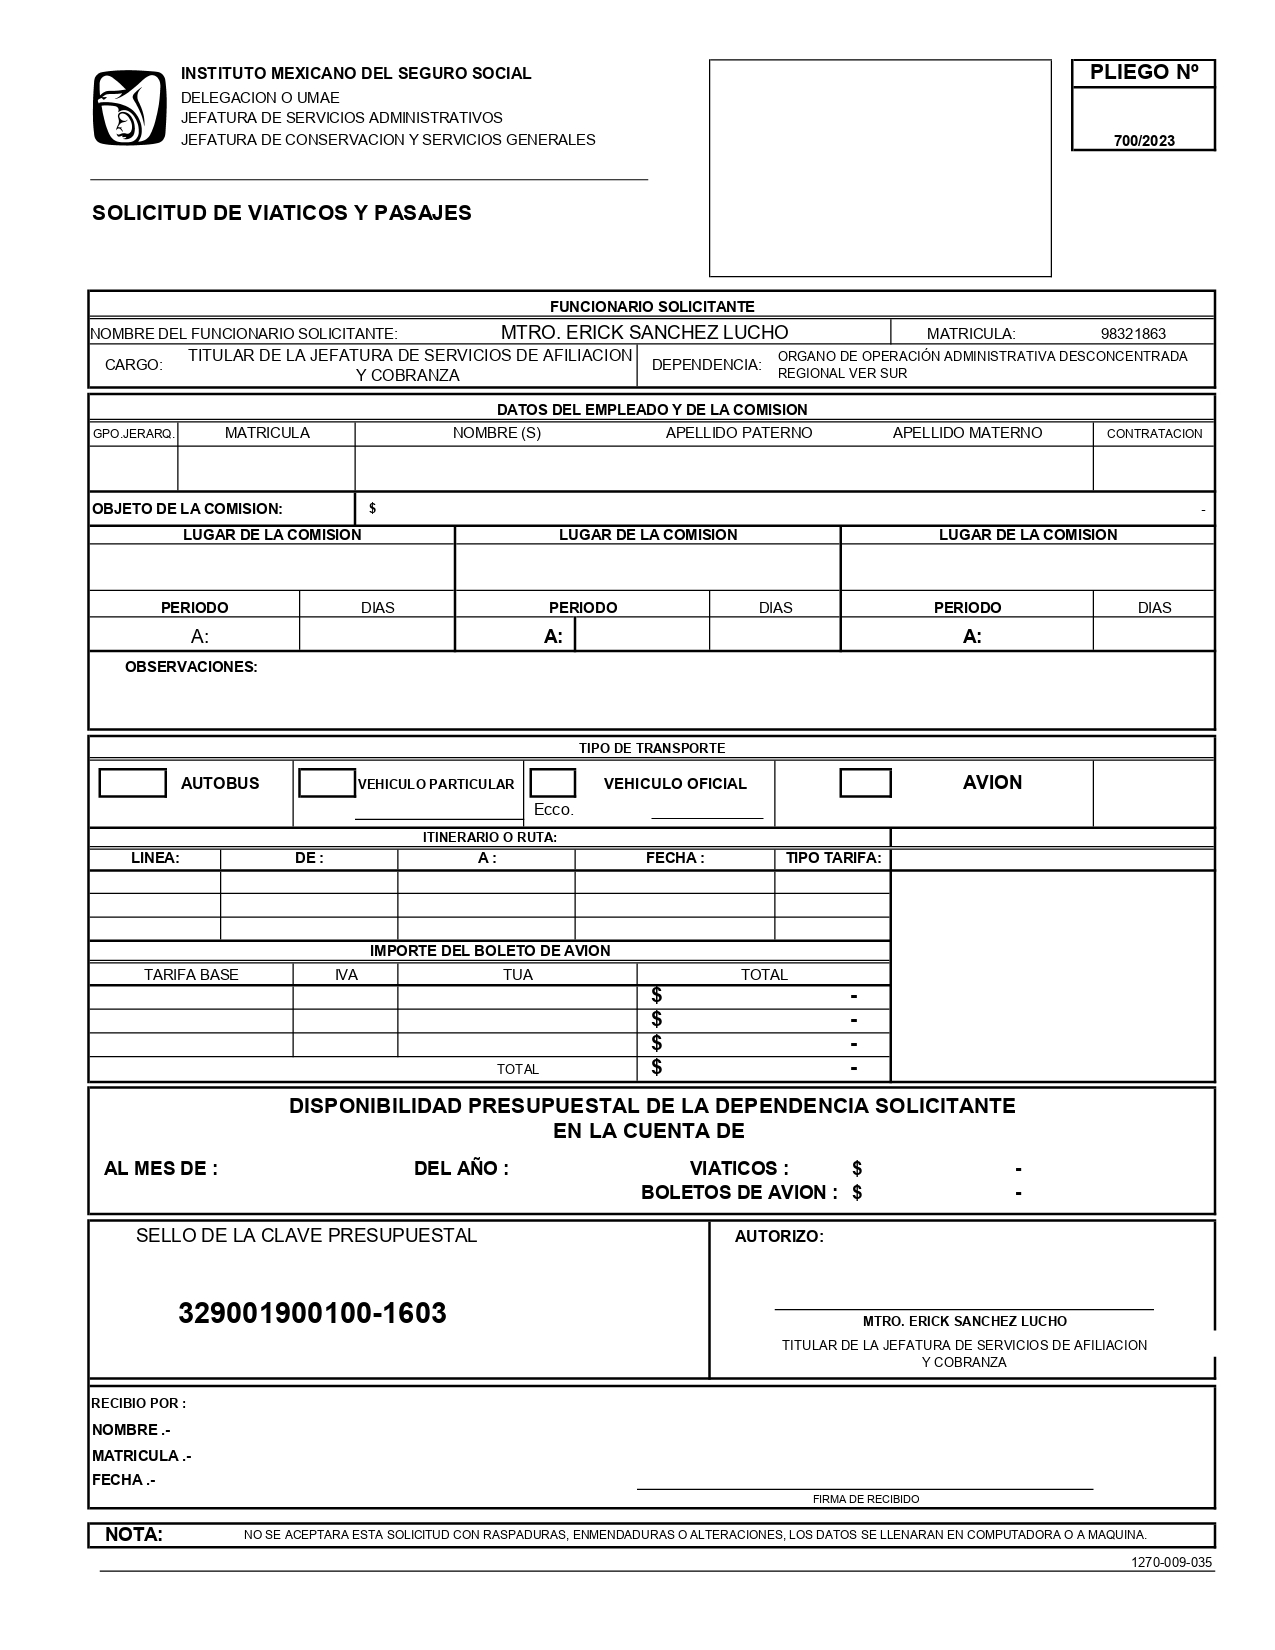 INSTITUTO MEXICANO DEL SEGURO SOCIAL
DELEGACION O UMAE
JEFATURA DE SERVICIOS ADMINISTRATIVOS
JEFATURA DE CONSERVACION Y SERVICIOS GENERALES
PLIEGO Nº
700/2023
SOLICITUD DE VIATICOS Y PASAJES
FUNCIONARIO SOLICITANTE
NOMBRE DEL FUNCIONARIO SOLICITANTE: MTRO. ERICK SANCHEZ LUCHO MATRICULA: 98321863
CARGO: TITULAR DE LA JEFATURA DE SERVICIOS DE AFILIACION
Y COBRANZA
DEPENDENCIA: ORGANO DE OPERACIÓN ADMINISTRATIVA DESCONCENTRADA
REGIONAL VER SUR
DATOS DEL EMPLEADO Y DE LA COMISION
GPO.JERARQ. MATRICULA NOMBRE (S) APELLIDO PATERNO APELLIDO MATERNO CONTRATACION
OBJETO DE LA COMISION: $ -
LUGAR DE LA COMISION LUGAR DE LA COMISION LUGAR DE LA COMISION
PERIODO DIAS PERIODO DIAS PERIODO DIAS
A: A: A:
OBSERVACIONES:
TIPO DE TRANSPORTE
AUTOBUS VEHICULO PARTICULAR VEHICULO OFICIAL AVION
Ecco.
ITINERARIO O RUTA:
LINEA: DE : A : FECHA : TIPO TARIFA:
IMPORTE DEL BOLETO DE AVION
TARIFA BASE IVA TUA TOTAL
$ -
$ -
$ -
TOTAL $ -
DISPONIBILIDAD PRESUPUESTAL DE LA DEPENDENCIA SOLICITANTE
EN LA CUENTA DE
AL MES DE : DEL AÑO : VIATICOS : $ -
BOLETOS DE AVION : $ -
SELLO DE LA CLAVE PRESUPUESTAL
329001900100-1603
AUTORIZO:
MTRO. ERICK SANCHEZ LUCHO
TITULAR DE LA JEFATURA DE SERVICIOS DE AFILIACION
Y COBRANZA
RECIBIO POR :
NOMBRE .-
MATRICULA .-
FECHA .-
FIRMA DE RECIBIDO
NOTA: NO SE ACEPTARA ESTA SOLICITUD CON RASPADURAS, ENMENDADURAS O ALTERACIONES, LOS DATOS SE LLENARAN EN COMPUTADORA O A MAQUINA.
1270-009-035